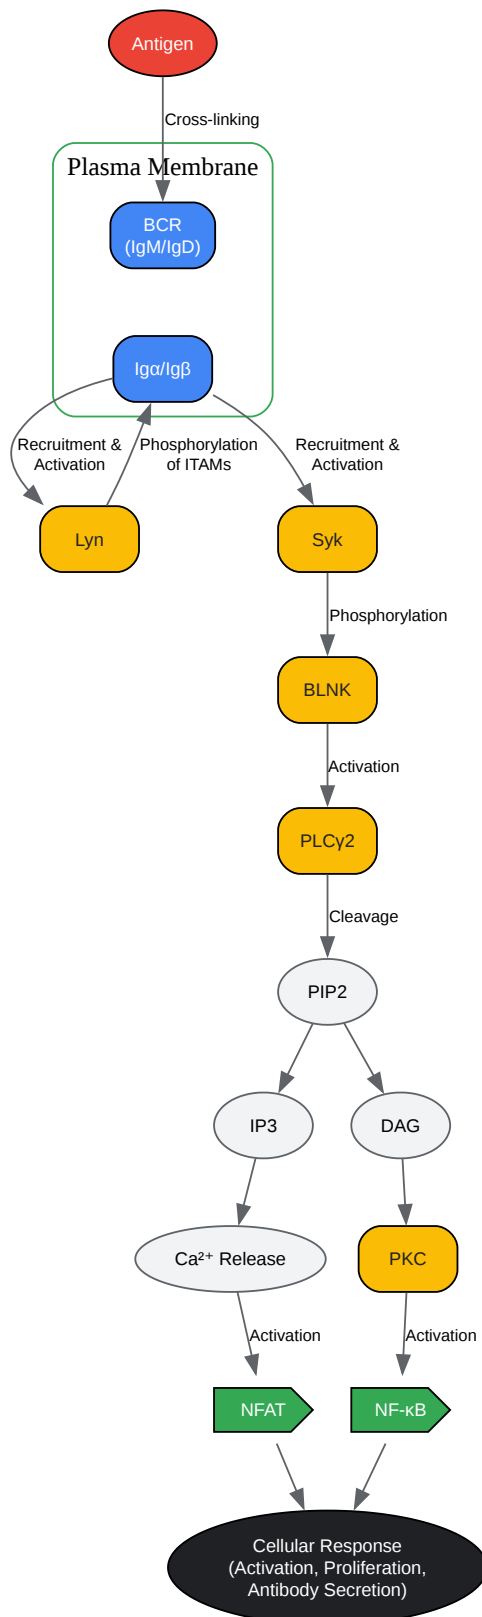 Antigen
Cross-linking
Plasma Membrane
BCR
(IgM/IgD)
Igα/Igβ
Recruitment &
Activation
Phosphorylation
of ITAMs
Recruitment &
Activation
Lyn
Syk
Phosphorylation
BLNK
Activation
PLCγ2
Cleavage
PIP2
IP3
DAG
Ca²⁺ Release
PKC
Activation
Activation
NFAT
NF-κB
Cellular Response
(Activation, Proliferation,
Antibody Secretion)